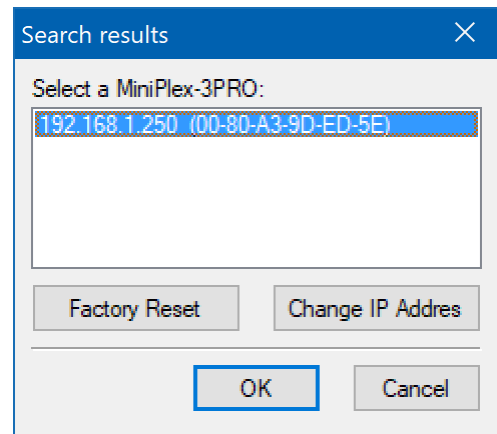 Search results
Select a MiniPlex-3PRO:
192.168.1.250 (00-80-A3-9D-ED-5E)
Factory Reset
Change IP Addres
OK
Cancel